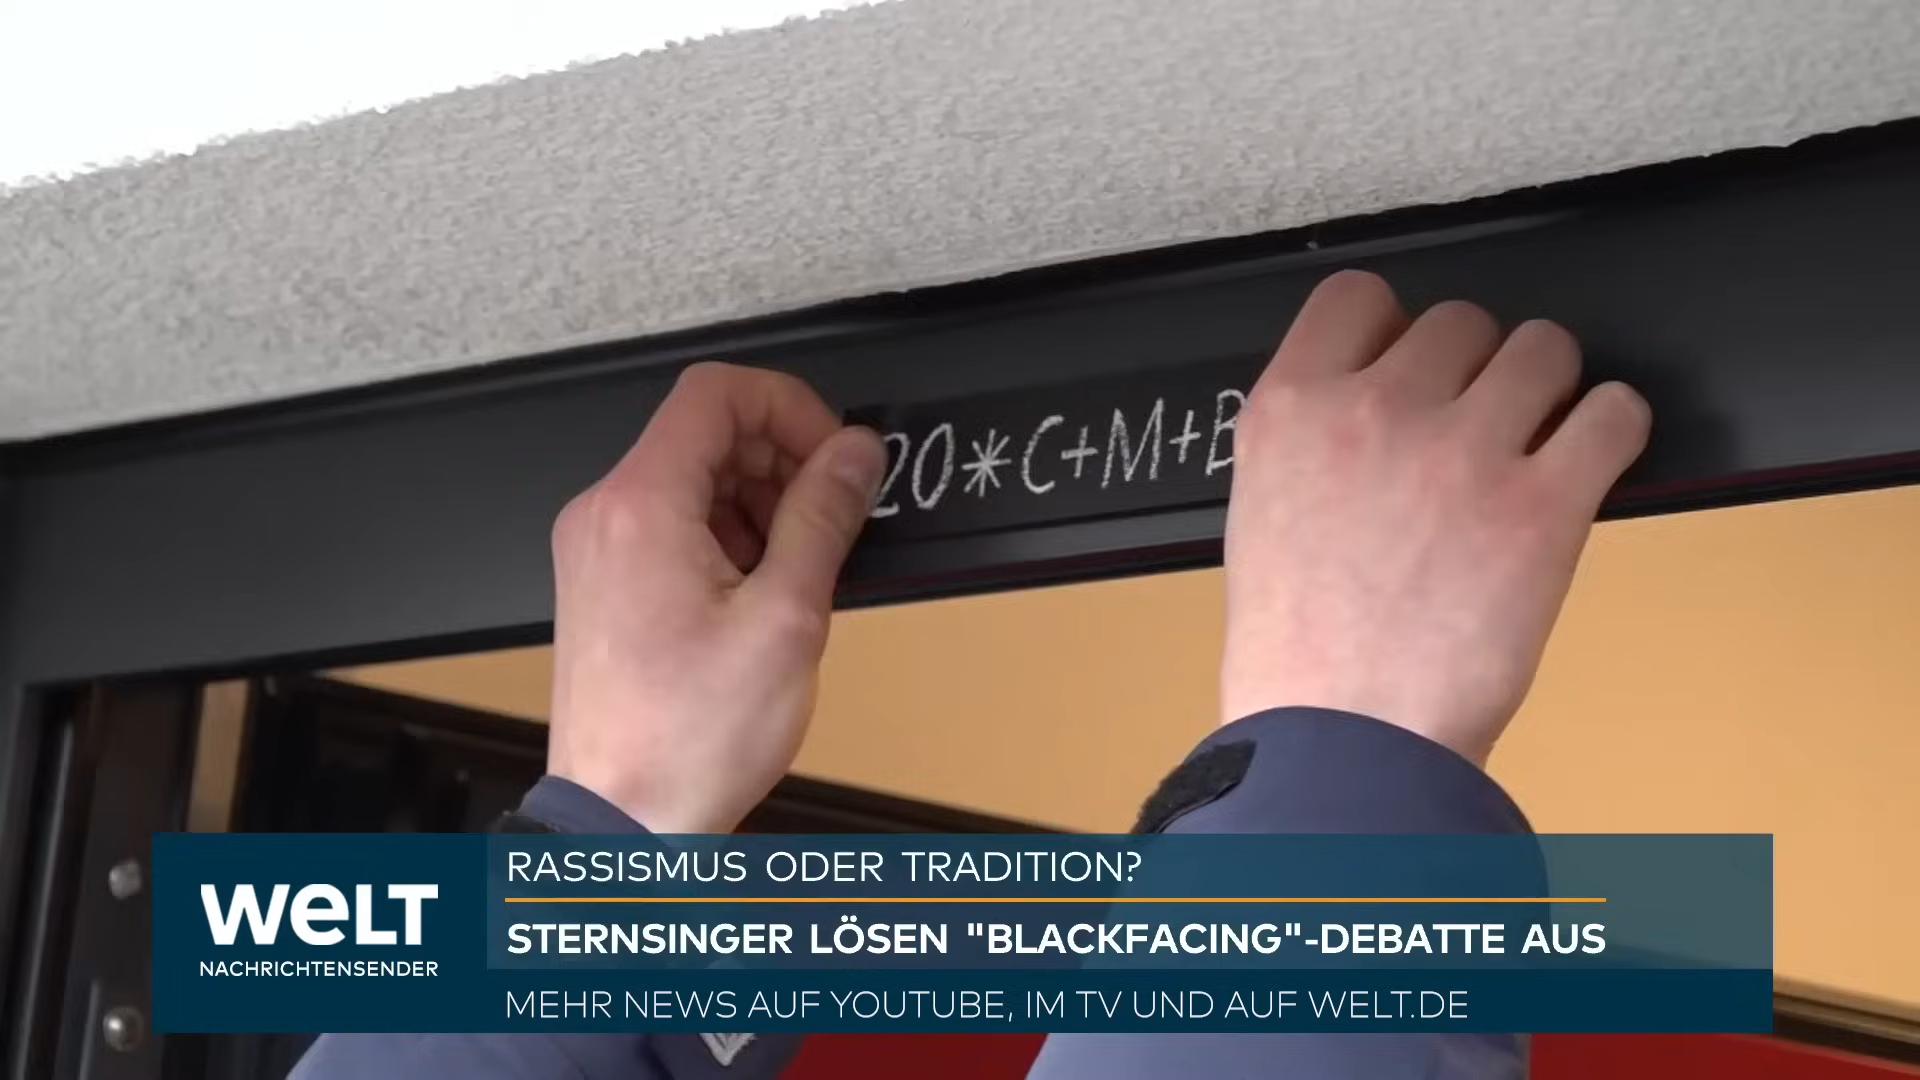 20*C+M+B
RASSISMUS ODER TRADITION?
STERNSINGER LÖSEN "BLACKFACING"-DEBATTE AUS
WELT
NACHRICHTENSENDER
MEHR NEWS AUF YOUTUBE, IM TV UND AUF WELT.DE